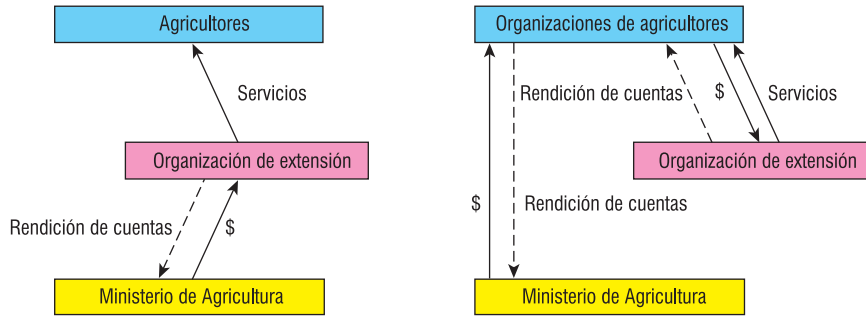 Agricultores
Servicios
Organización de extensión
Rendición de cuentas
$
Ministerio de Agricultura
Organizaciones de agricultores
Rendición de cuentas
$
Servicios
Organización de extensión
$
Rendición de cuentas
Ministerio de Agricultura